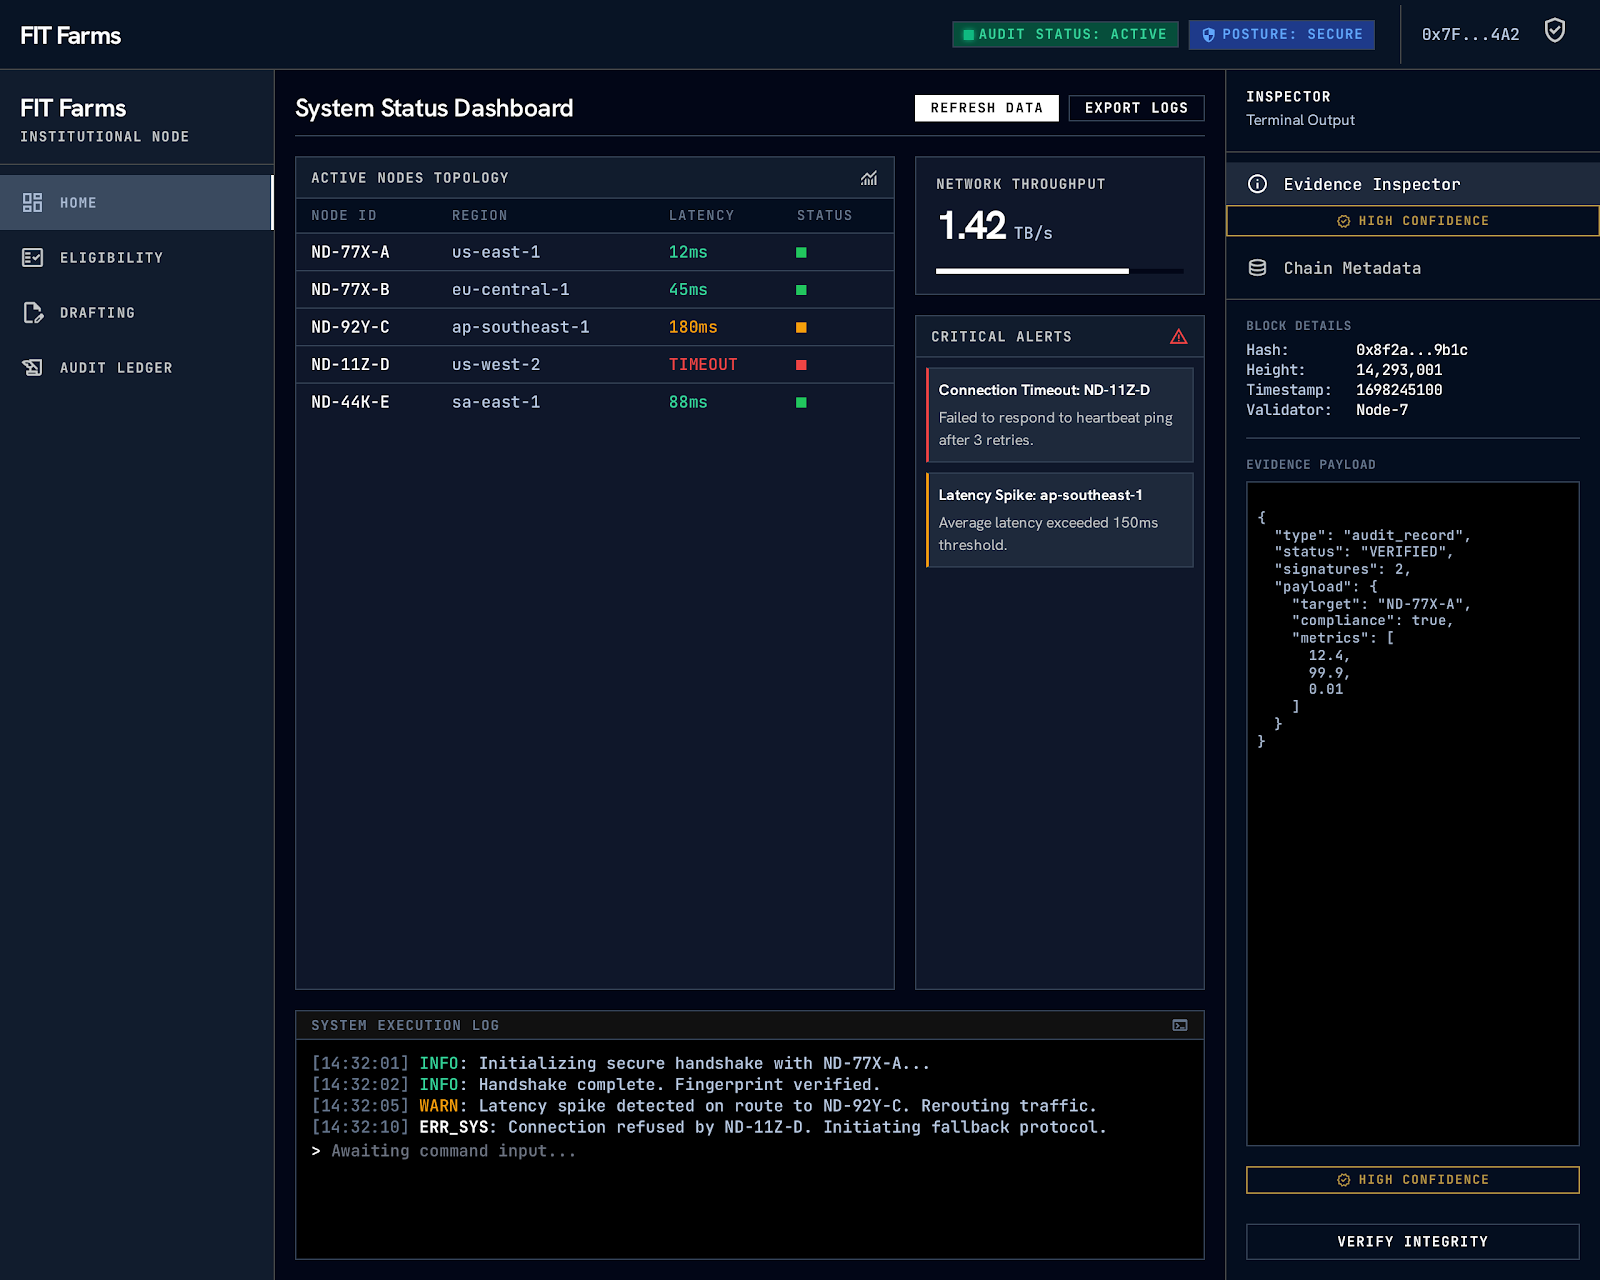 FIT Farms
AUDIT STATUS: ACTIVE
POSTURE: SECURE
0x7F...4A2
FIT Farms
INSTITUTIONAL NODE
HOME
ELIGIBILITY
DRAFTING
AUDIT LEDGER
System Status Dashboard
REFRESH DATA
EXPORT LOGS
ACTIVE NODES TOPOLOGY
NODE ID REGION LATENCY STATUS
ND-77X-A us-east-1 12ms
ND-77X-B eu-central-1 45ms
ND-92Y-C ap-southeast-1 180ms
ND-11Z-D us-west-2 TIMEOUT
ND-44K-E sa-east-1 88ms
NETWORK THROUGHPUT
1.42 TB/s
CRITICAL ALERTS
Connection Timeout: ND-11Z-D
Failed to respond to heartbeat ping
after 3 retries.
Latency Spike: ap-southeast-1
Average latency exceeded 150ms
threshold.
SYSTEM EXECUTION LOG
[14:32:01] INFO: Initializing secure handshake with ND-77X-A...
[14:32:02] INFO: Handshake complete. Fingerprint verified.
[14:32:05] WARN: Latency spike detected on route to ND-92Y-C. Rerouting traffic.
[14:32:10] ERR_SYS: Connection refused by ND-11Z-D. Initiating fallback protocol.
> Awaiting command input...
INSPECTOR
Terminal Output
Evidence Inspector
HIGH CONFIDENCE
Chain Metadata
BLOCK DETAILS
Hash: 0x8f2a...9b1c
Height: 14,293,001
Timestamp: 1698245100
Validator: Node-7
EVIDENCE PAYLOAD
{
"type": "audit_record",
"status": "VERIFIED",
"signatures": 2,
"payload": {
"target": "ND-77X-A",
"compliance": true,
"metrics": [
12.4,
99.9,
0.01
]
}
}
HIGH CONFIDENCE
VERIFY INTEGRITY